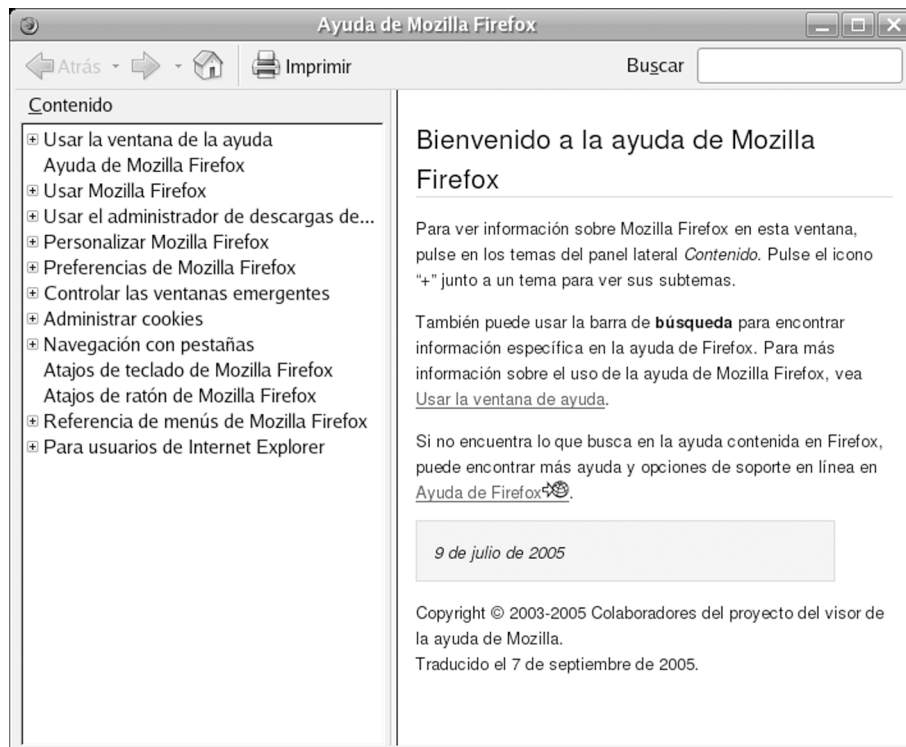 Ayuda de Mozilla Firefox
Atrás
Imprimir
Buscar
Contenido
Usar la ventana de la ayuda
Ayuda de Mozilla Firefox
Usar Mozilla Firefox
Usar el administrador de descargas de...
Personalizar Mozilla Firefox
Preferencias de Mozilla Firefox
Controlar las ventanas emergentes
Administrar cookies
Navegación con pestañas
Atajos de teclado de Mozilla Firefox
Atajos de ratón de Mozilla Firefox
Referencia de menús de Mozilla Firefox
Para usuarios de Internet Explorer
Bienvenido a la ayuda de Mozilla
Firefox
Para ver información sobre Mozilla Firefox en esta ventana,
pulse en los temas del panel lateral Contenido. Pulse el icono
“+” junto a un tema para ver sus subtemas.
También puede usar la barra de búsqueda para encontrar
información específica en la ayuda de Firefox. Para más
información sobre el uso de la ayuda de Mozilla Firefox, vea
Usar la ventana de ayuda.
Si no encuentra lo que busca en la ayuda contenida en Firefox,
puede encontrar más ayuda y opciones de soporte en línea en
Ayuda de Firefox.
9 de julio de 2005
Copyright © 2003-2005 Colaboradores del proyecto del visor de
la ayuda de Mozilla.
Traducido el 7 de septiembre de 2005.